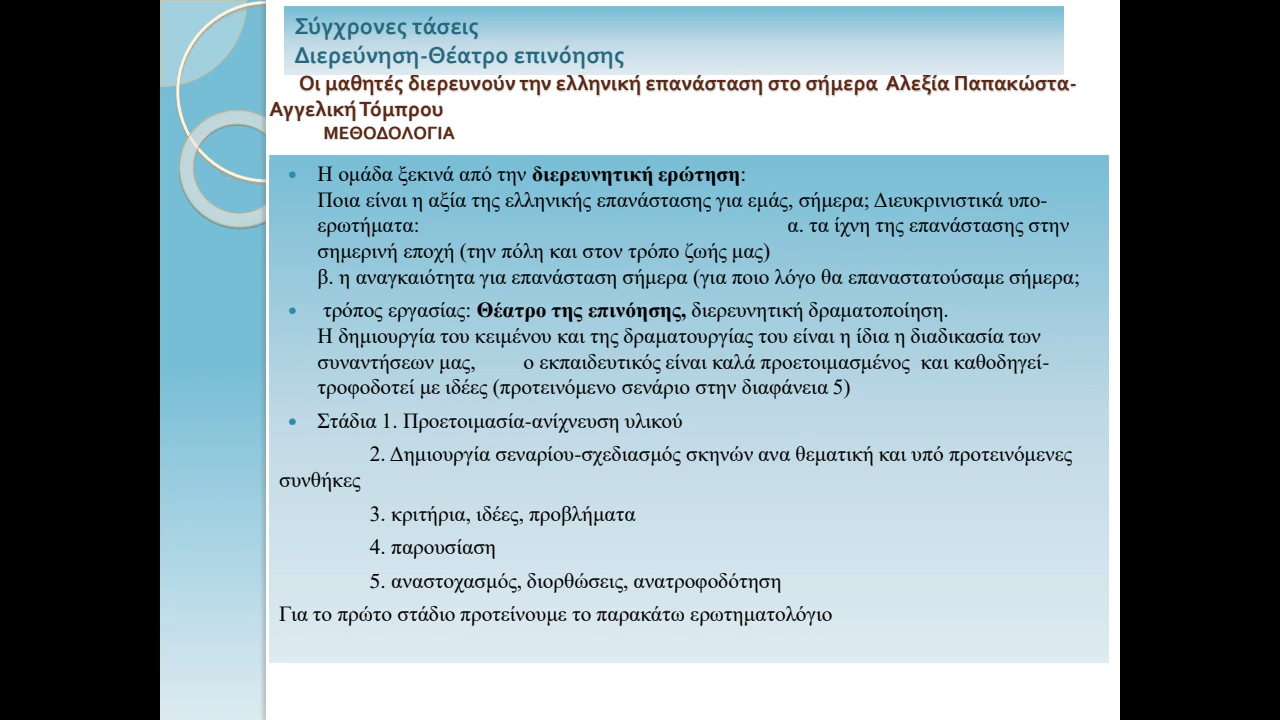 Σύγχρονες τάσεις
Διερεύνηση-Θέατρο επινόησης
Οι μαθητές διερευνούν την ελληνική επανάσταση στο σήμερα Αλεξία Παπακώστα-
Αγγελική Τόμπρου
ΜΕΘΟΔΟΛΟΓΙΑ
• Η ομάδα ξεκινά από την διερευνητική ερώτηση:
Ποια είναι η αξία της ελληνικής επανάστασης για εμάς, σήμερα; Διευκρινιστικά υπο-
ερωτήματα: α. τα ίχνη της επανάστασης στην
σημερινή εποχή (την πόλη και στον τρόπο ζωής μας)
β. η αναγκαιότητα για επανάσταση σήμερα (για ποιο λόγο θα επαναστατούσαμε σήμερα;
• τρόπος εργασίας: Θέατρο της επινόησης, διερευνητική δραματοποίηση.
Η δημιουργία του κειμένου και της δραματουργίας του είναι η ίδια η διαδικασία των
συναντήσεων μας, ο εκπαιδευτικός είναι καλά προετοιμασμένος και καθοδηγεί-
τροφοδοτεί με ιδέες (προτεινόμενο σενάριο στην διαφάνεια 5)
• Στάδια 1. Προετοιμασία-ανίχνευση υλικού
2. Δημιουργία σεναρίου-σχεδιασμός σκηνών ανα θεματική και υπό προτεινόμενες
συνθήκες
3. κριτήρια, ιδέες, προβλήματα
4. παρουσίαση
5. αναστοχασμός, διορθώσεις, ανατροφοδότηση
Για το πρώτο στάδιο προτείνουμε το παρακάτω ερωτηματολόγιο